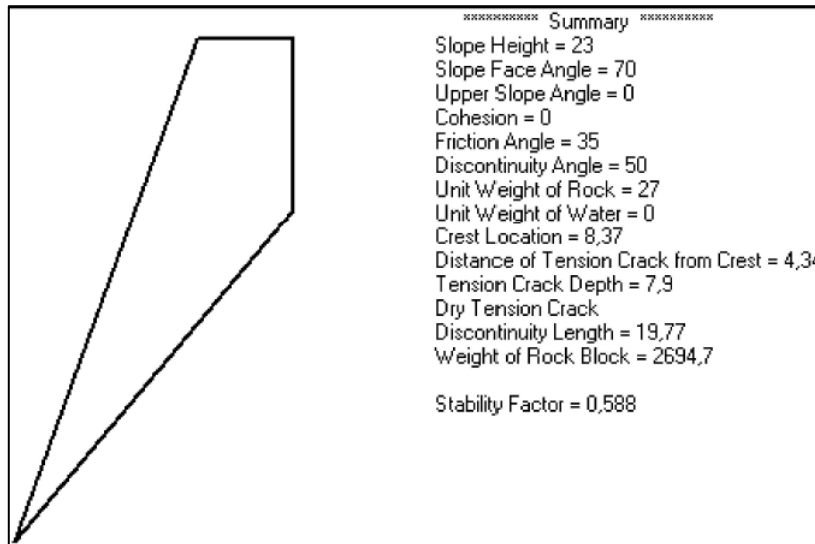 ********** Summary **********
Slope Height = 23
Slope Face Angle = 70
Upper Slope Angle = 0
Cohesion = 0
Friction Angle = 35
Discontinuity Angle = 50
Unit Weight of Rock = 27
Unit Weight of Water = 0
Crest Location = 8,37
Distance of Tension Crack from Crest = 4,34
Tension Crack Depth = 7,9
Dry Tension Crack
Discontinuity Length = 19,77
Weight of Rock Block = 2694,7
Stability Factor = 0,588